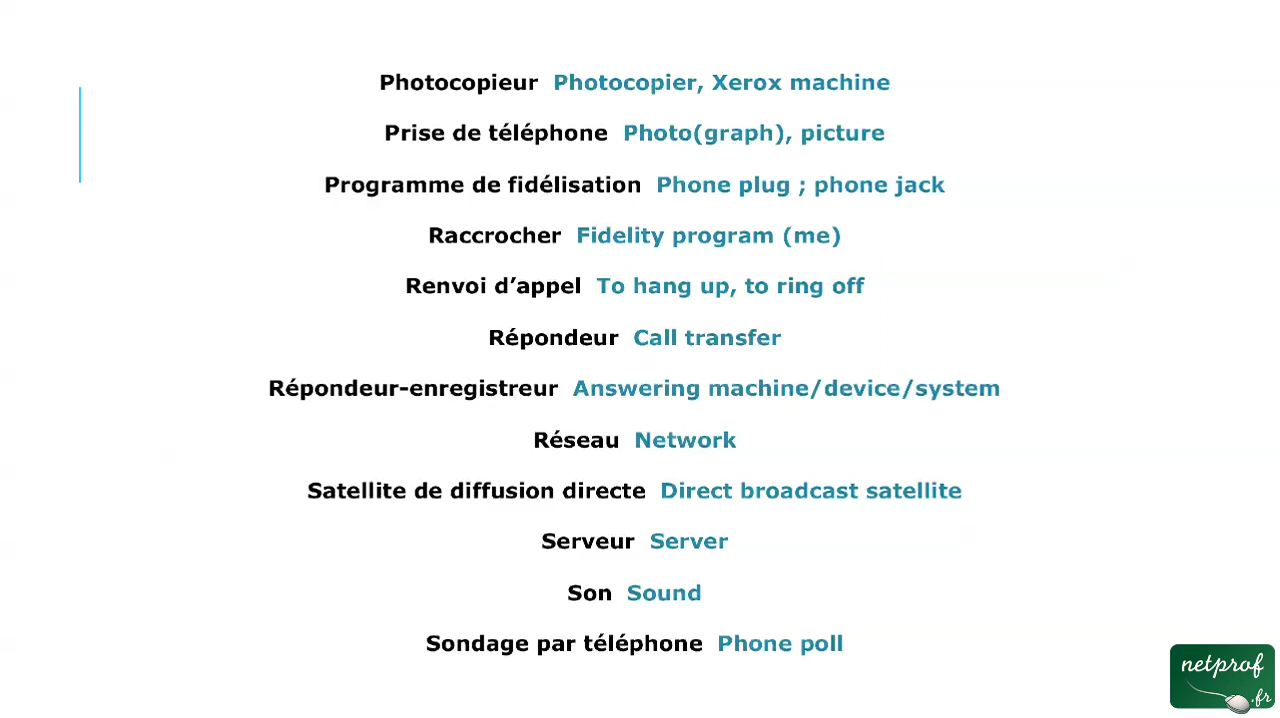 Photocopieur Photocopier, Xerox machine
Prise de téléphone Photo(graph), picture
Programme de fidélisation Phone plug ; phone jack
Raccrocher Fidelity program (me)
Renvoi d’appel To hang up, to ring off
Répondeur Call transfer
Répondeur-enregistreur Answering machine/device/system
Réseau Network
Satellite de diffusion directe Direct broadcast satellite
Serveur Server
Son Sound
Sondage par téléphone Phone poll
netprof
.fr